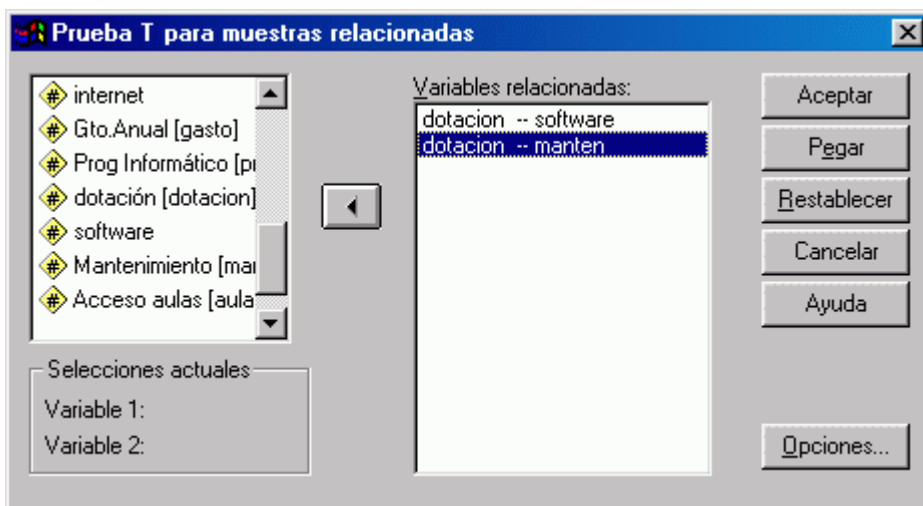 Prueba T para muestras relacionadas
internet
Gto.Anual [gasto]
Prog Informático [pr
dotación [dotacion]
software
Mantenimiento [mar
Acceso aulas [aula
Selecciones actuales
Variable 1:
Variable 2:
Variables relacionadas:
dotacion -- software
dotacion -- manten
Aceptar
Pegar
Restablecer
Cancelar
Ayuda
Opciones...